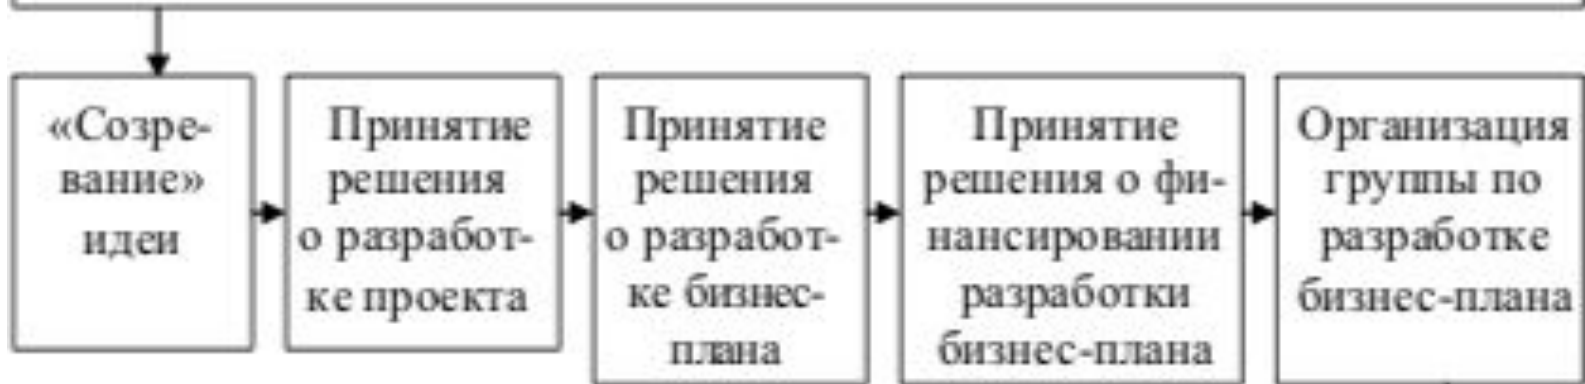 «Созре-
вание»
идеи
Принятие
решения
о разработ-
ке проекта
Принятие
решения
о разработ-
ке бизнес-
плана
Принятие
решения о фи-
нансировании
разработки
бизнес-плана
Организация
группы по
разработке
бизнес-плана